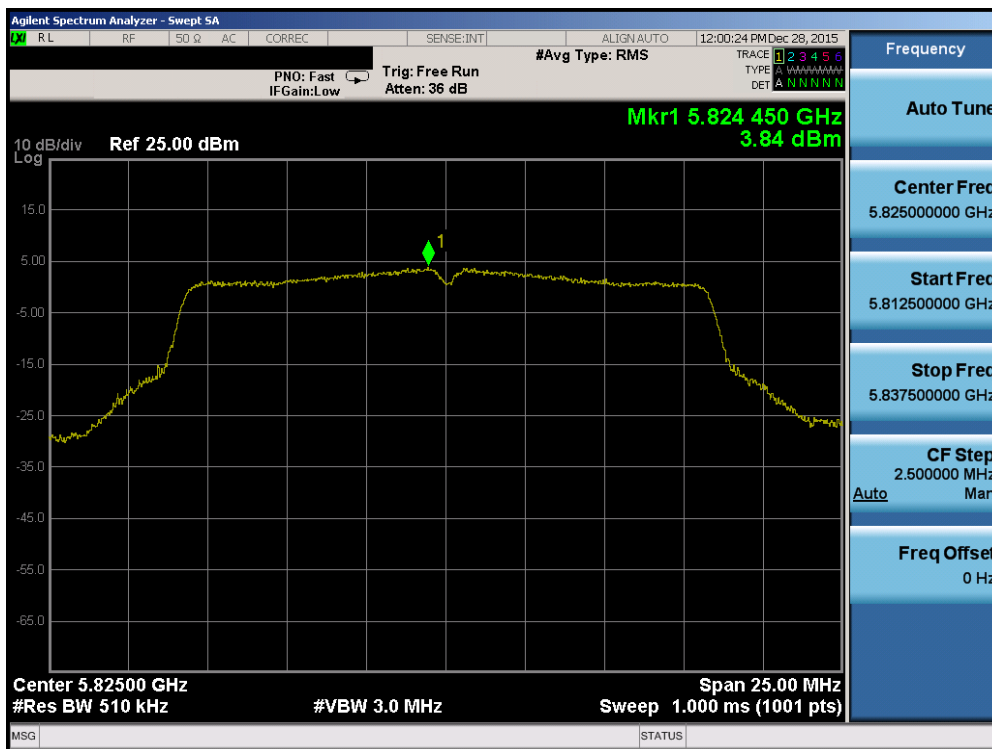 Agilent Spectrum Analyzer - Swept SA
LXI RL RF 50 Ω AC CORREC SENSE:INT ALIGN AUTO 12:00:24 PM Dec 28, 2015
#Avg Type: RMS TRACE 1 2 3 4 5 6
PNO: Fast Trig: Free Run TYPE A WWWWW
IFGain:Low Atten: 36 dB DET A N N N N N
Mkr1 5.824 450 GHz
3.84 dBm
10 dB/div Ref 25.00 dBm
Log
15.0
5.00
-5.00
-15.0
-25.0
-35.0
-45.0
-55.0
-65.0
1
Center 5.82500 GHz Span 25.00 MHz
#Res BW 510 kHz #VBW 3.0 MHz Sweep 1.000 ms (1001 pts)
MSG STATUS
Frequency
Auto Tune
Center Freq
5.825000000 GHz
Start Freq
5.812500000 GHz
Stop Freq
5.837500000 GHz
CF Step
2.500000 MHz
Auto Man
Freq Offset
0 Hz